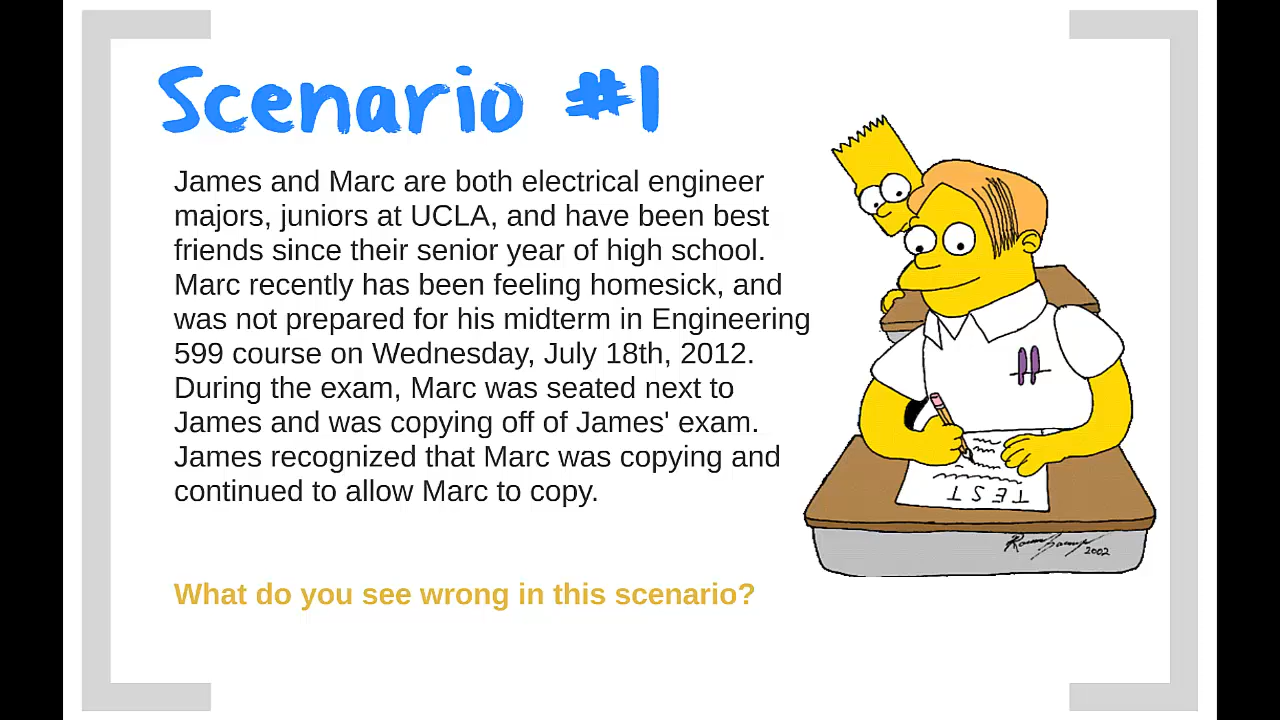 Scenario #1
James and Marc are both electrical engineer
majors, juniors at UCLA, and have been best
friends since their senior year of high school.
Marc recently has been feeling homesick, and
was not prepared for his midterm in Engineering
599 course on Wednesday, July 18th, 2012.
During the exam, Marc was seated next to
James and was copying off of James' exam.
James recognized that Marc was copying and
continued to allow Marc to copy.
TEST
2002
What do you see wrong in this scenario?